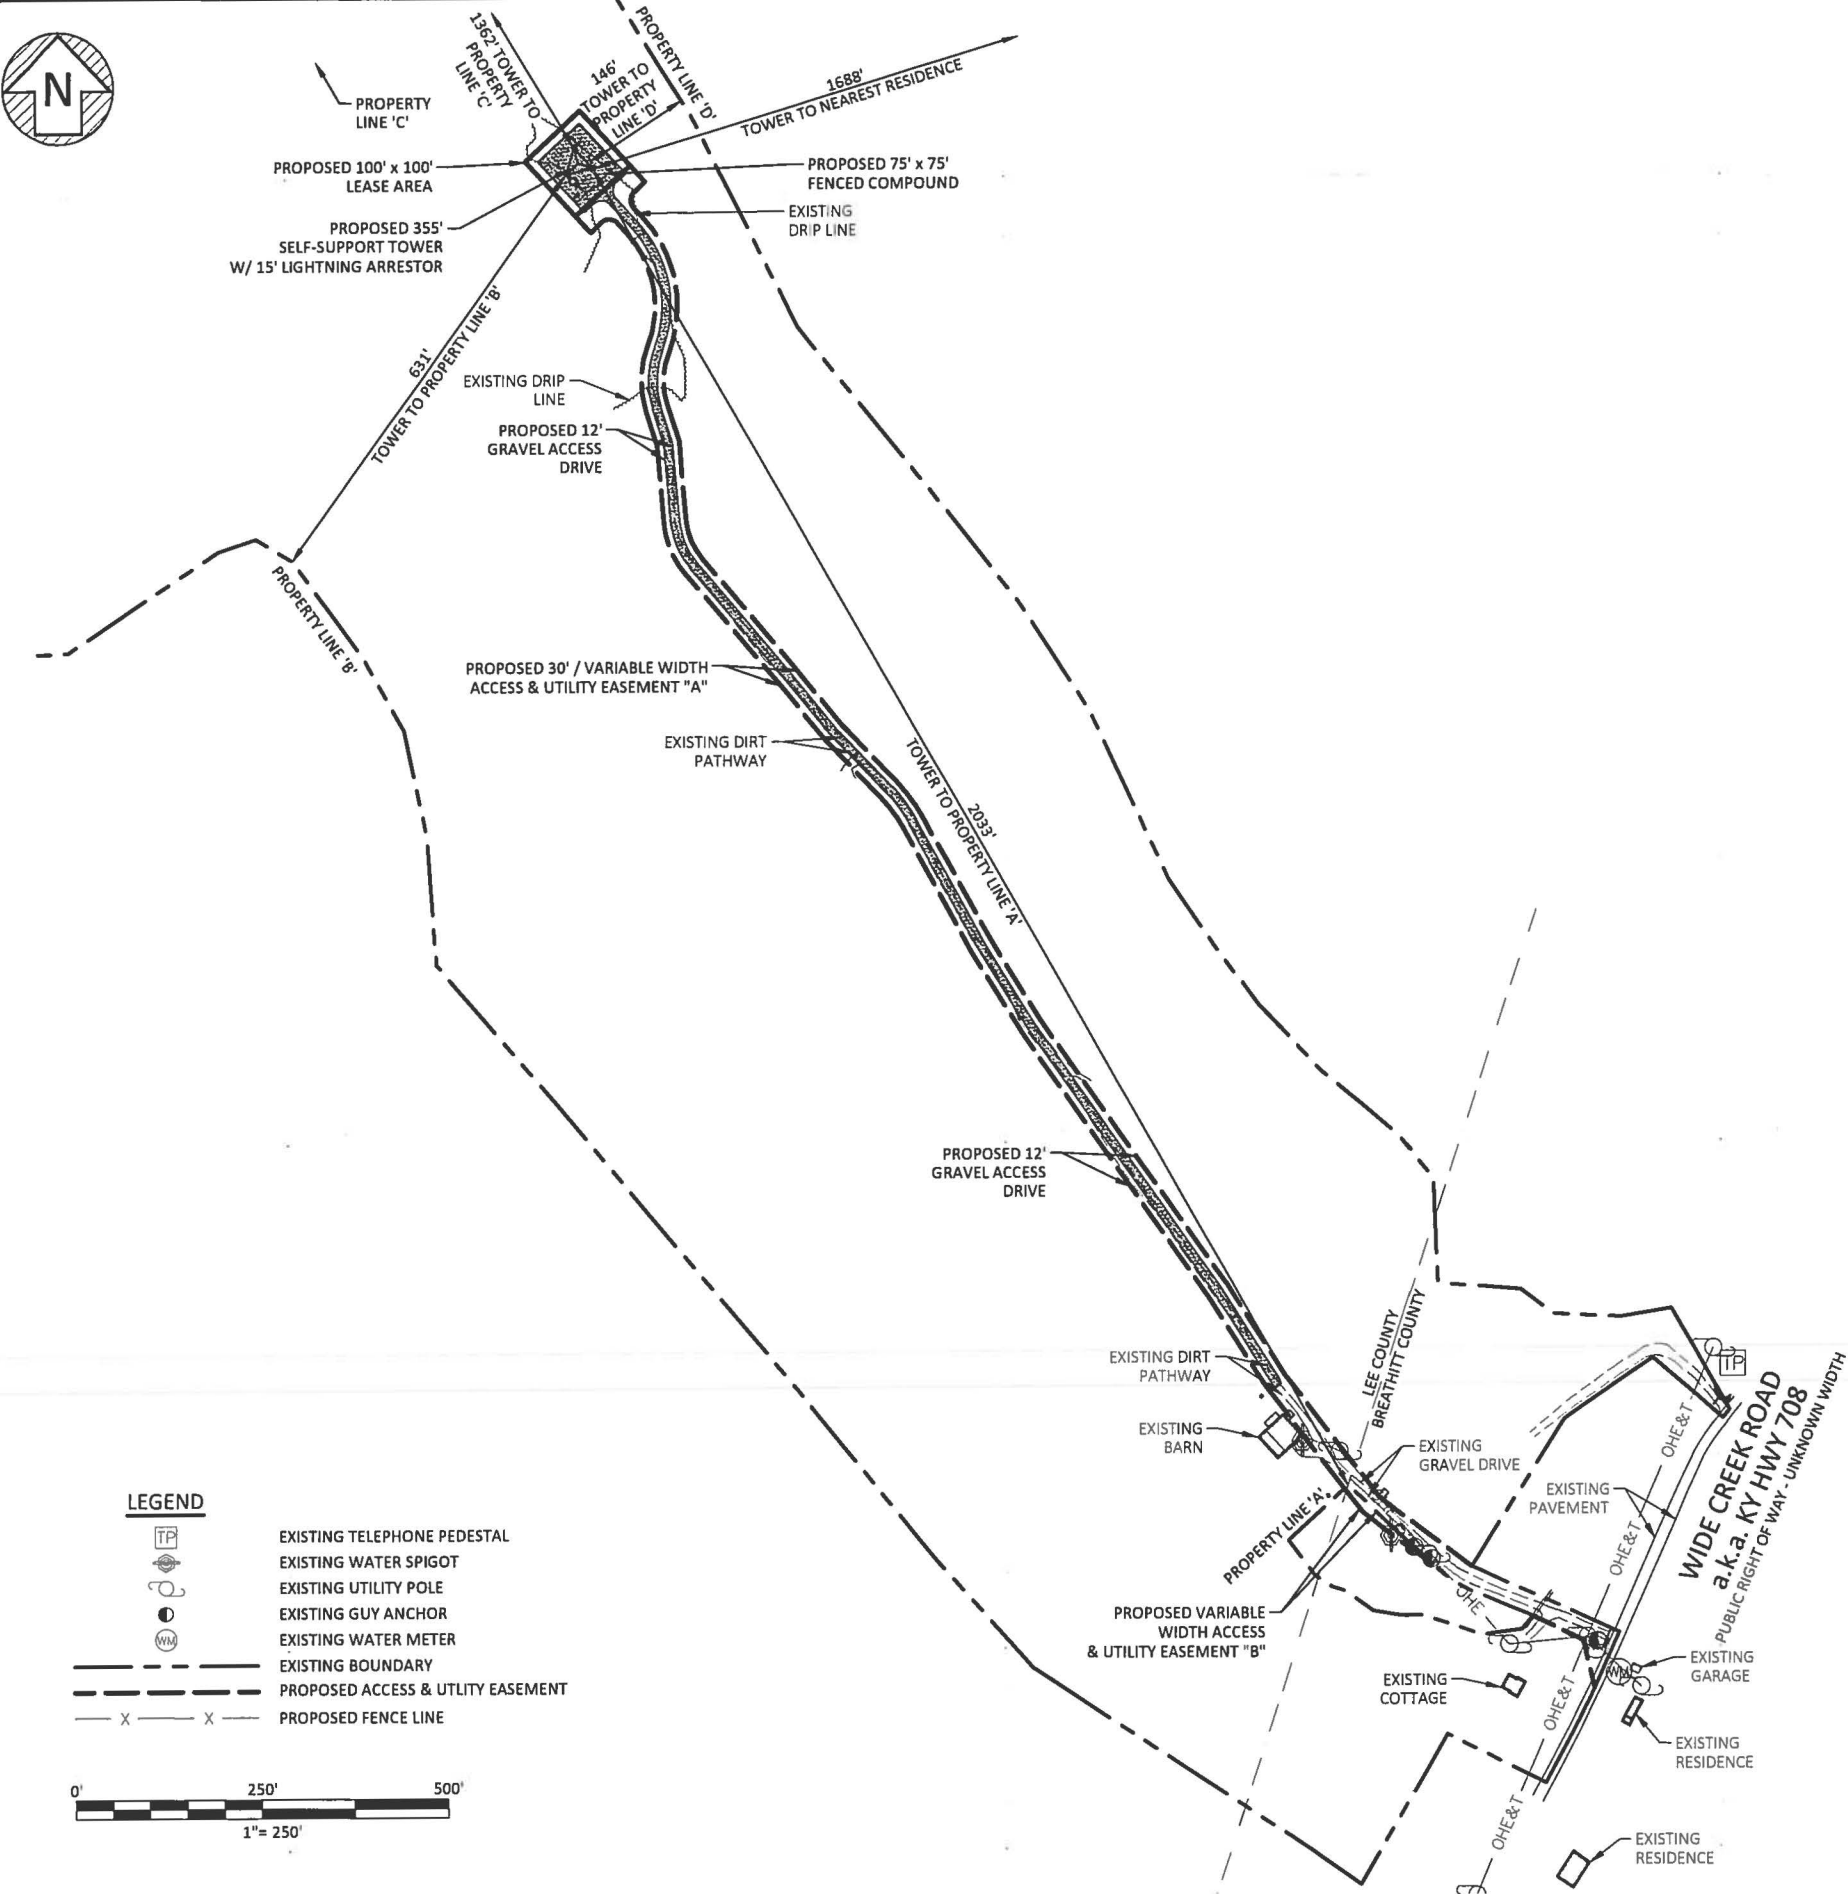 N
1362' TOWER TO
PROPERTY
LINE 'C'
146'
TOWER TO
PROPERTY
LINE 'D'
PROPERTY LINE 'D'
1688'
TOWER TO NEAREST RESIDENCE
PROPERTY
LINE 'C'
PROPOSED 100' x 100'
LEASE AREA
PROPOSED 75' x 75'
FENCED COMPOUND
EXISTING
DRIP LINE
PROPOSED 355'
SELF-SUPPORT TOWER
W/ 15' LIGHTNING ARRESTOR
631'
TOWER TO PROPERTY LINE 'B'
EXISTING DRIP
LINE
PROPOSED 12'
GRAVEL ACCESS
DRIVE
PROPERTY LINE 'B'
PROPOSED 30' / VARIABLE WIDTH
ACCESS & UTILITY EASEMENT "A"
EXISTING DIRT
PATHWAY
2033'
TOWER TO PROPERTY LINE 'A'
PROPOSED 12'
GRAVEL ACCESS
DRIVE
LEE COUNTY
BREATHITT COUNTY
EXISTING DIRT
PATHWAY
EXISTING
BARN
EXISTING
GRAVEL DRIVE
PROPERTY LINE 'A'
EXISTING
PAVEMENT
TP
OHE&T
OHE&T
OHE&T
OHE&T
OHE
WIDE CREEK ROAD
a.k.a. KY HWY 708
PUBLIC RIGHT OF WAY - UNKNOWN WIDTH
PROPOSED VARIABLE
WIDTH ACCESS
& UTILITY EASEMENT "B"
EXISTING
COTTAGE
WM
EXISTING
GARAGE
EXISTING
RESIDENCE
EXISTING
RESIDENCE
LEGEND
TP EXISTING TELEPHONE PEDESTAL
EXISTING WATER SPIGOT
EXISTING UTILITY POLE
EXISTING GUY ANCHOR
WM EXISTING WATER METER
EXISTING BOUNDARY
PROPOSED ACCESS & UTLITY EASEMENT
X X PROPOSED FENCE LINE
0' 250' 500'
1"= 250'